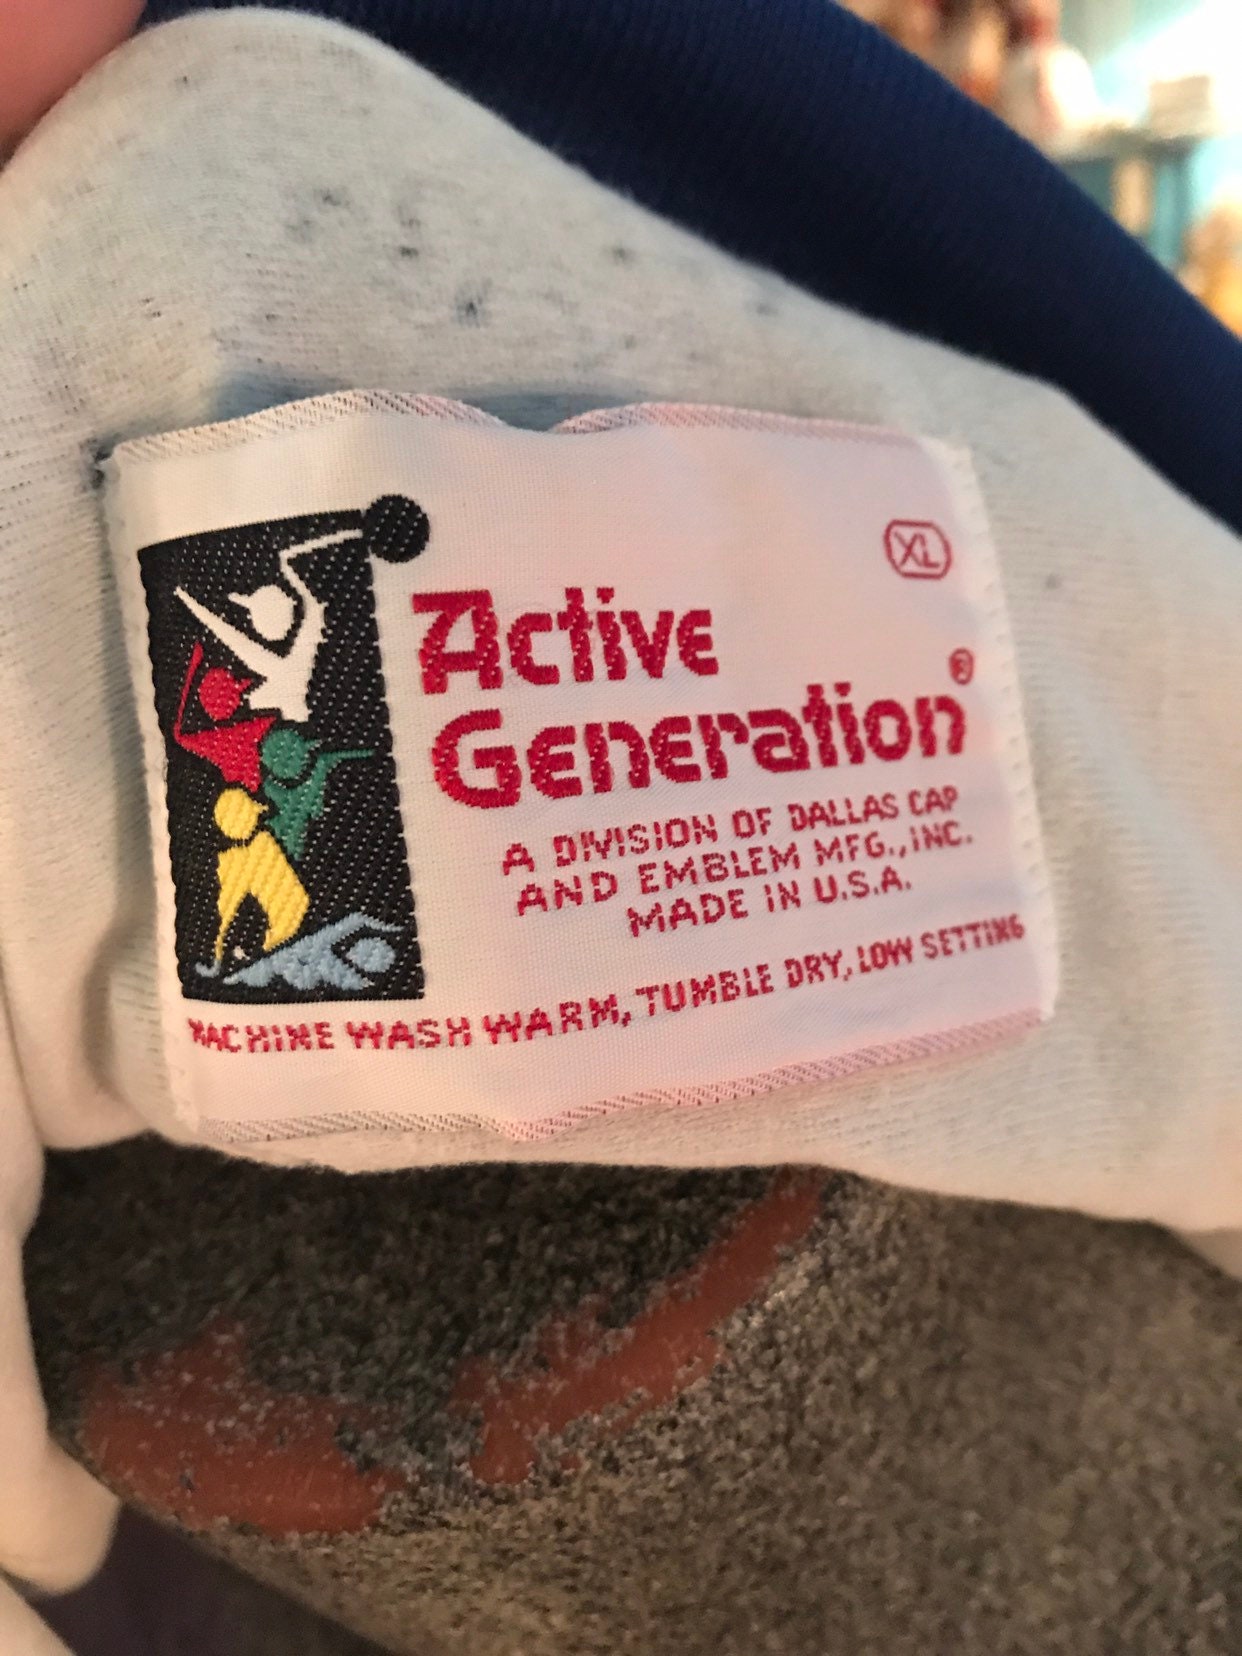 XL
Active
Generation®
A DIVISION OF DALLAS CAP
AND EMBLEM MFG., INC.
MADE IN U.S.A.
MACHINE WASH WARM, TUMBLE DRY, LOW SETTING